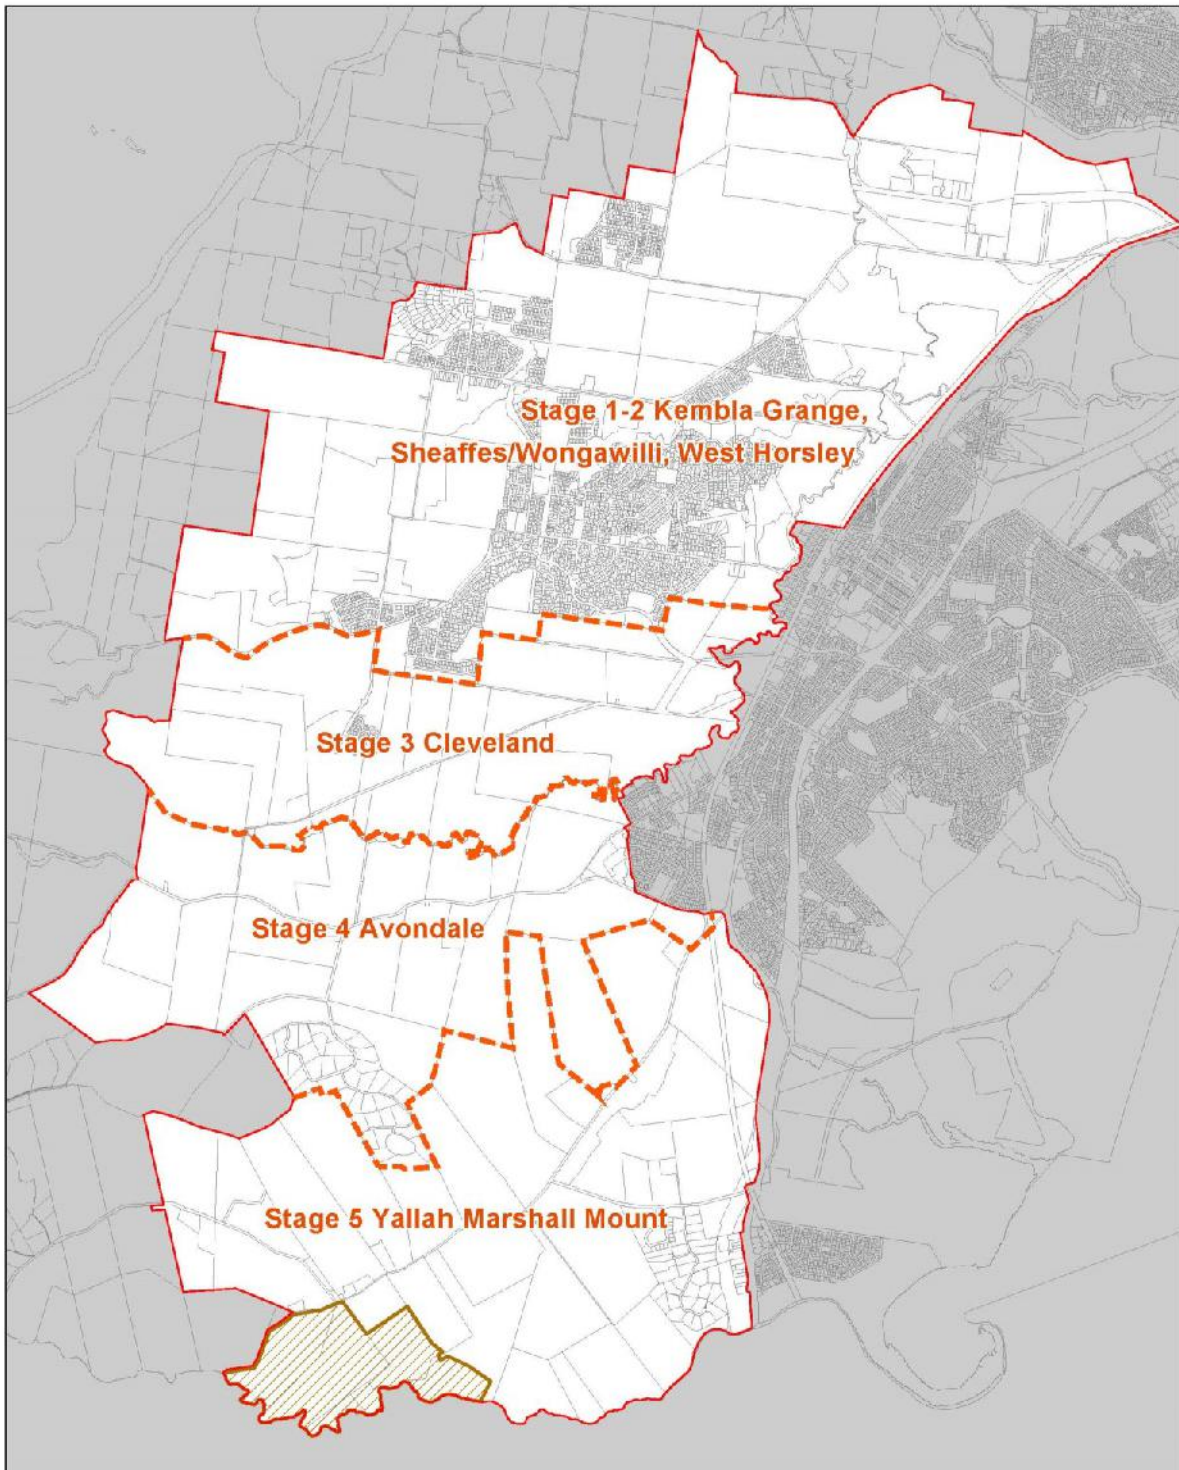 Stage 1-2 Kembla Grange,
Sheaffes/Wongawilli, West Horsley
Stage 3 Cleveland
Stage 4 Avondale
Stage 5 Yallah Marshall Mount